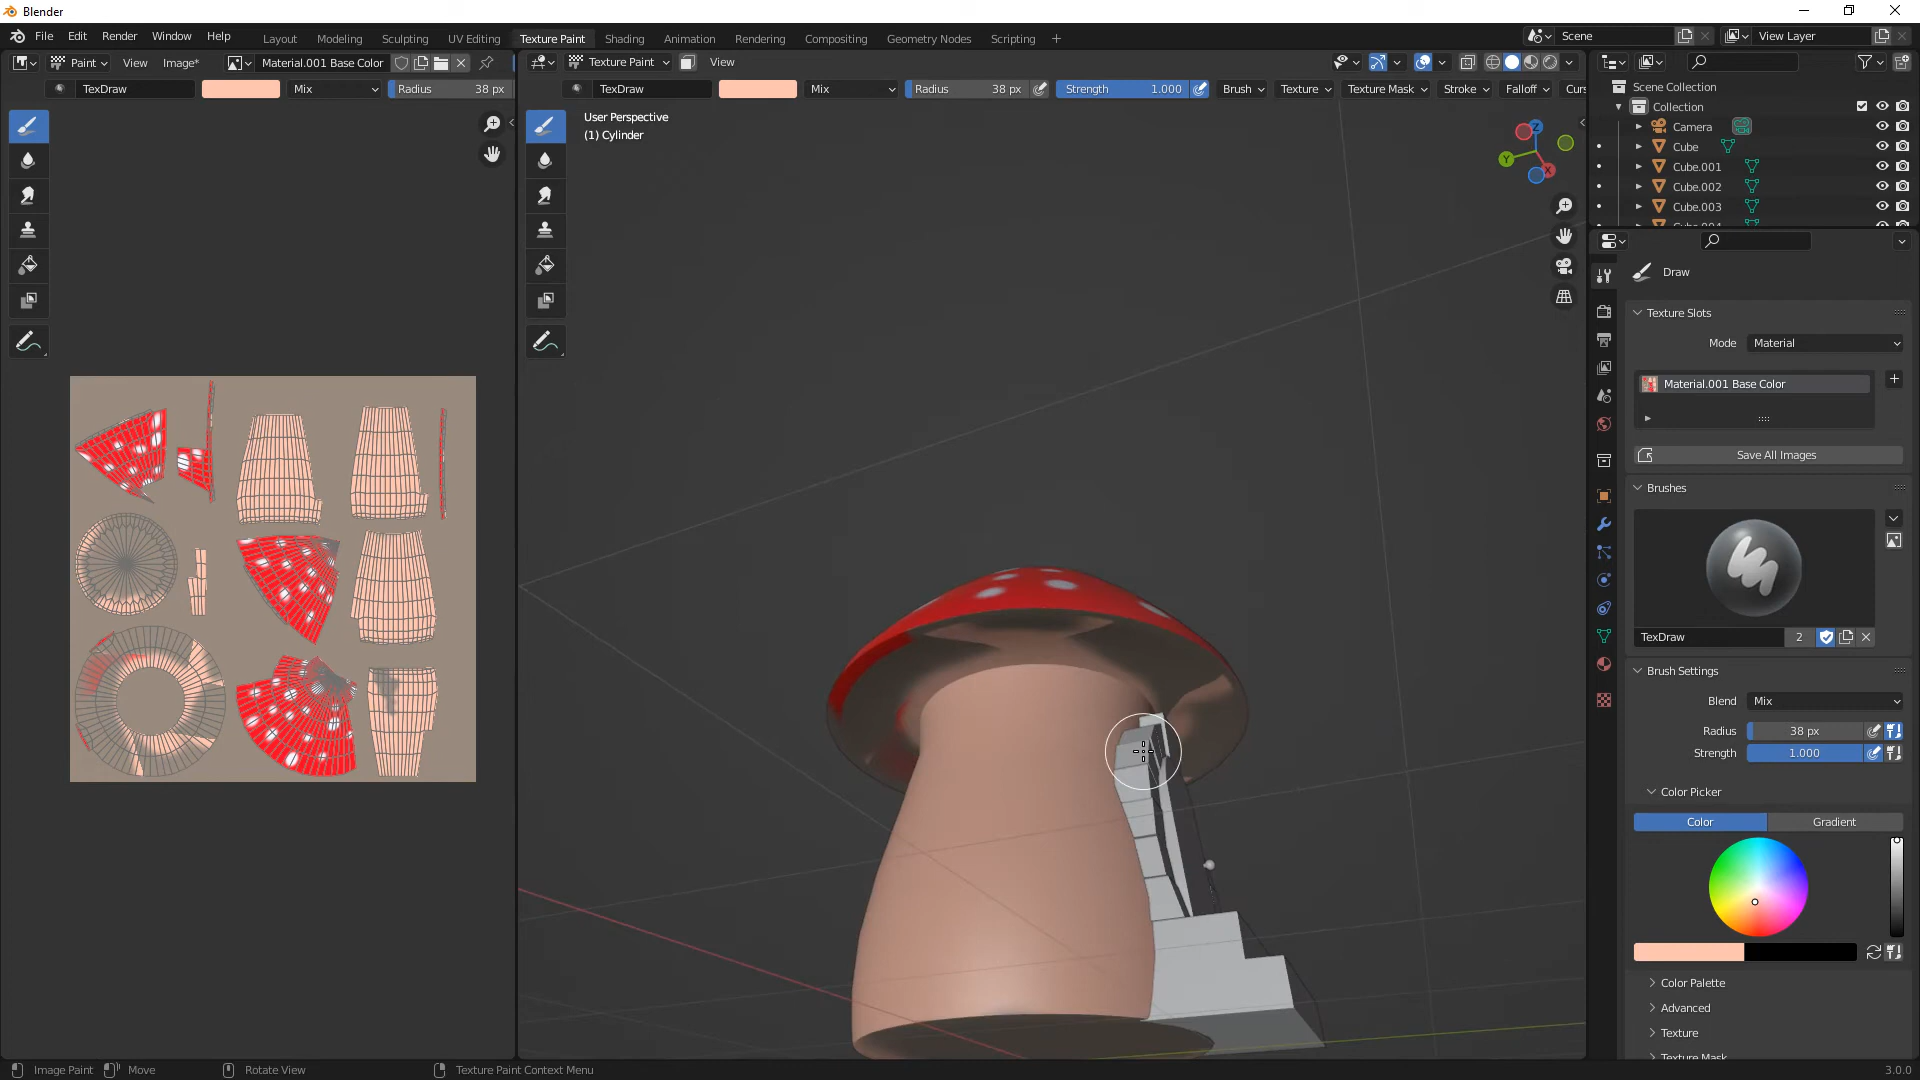 Blender
File Edit Render Window Help Layout Modeling Sculpting UV Editing Texture Paint Shading Animation Rendering Compositing Geometry Nodes Scripting + Scene View Layer
Paint View Image* Material.001 Base Color Texture Paint View
TexDraw Mix Radius 38 px TexDraw Mix Radius 38 px Strength 1.000 Brush Texture Texture Mask Stroke Falloff Curs
User Perspective
(1) Cylinder
Z
Y
X
Scene Collection
Collection
Camera
Cube
Cube.001
Cube.002
Cube.003
Cube.004
Draw
Texture Slots
Mode Material
Material.001 Base Color
Save All Images
Brushes
TexDraw 2
Brush Settings
Blend Mix
Radius 38 px
Strength 1.000
Color Picker
Color Gradient
Color Palette
Advanced
Texture
Texture Mask
Image Paint Move Rotate View Texture Paint Context Menu 3.0.0